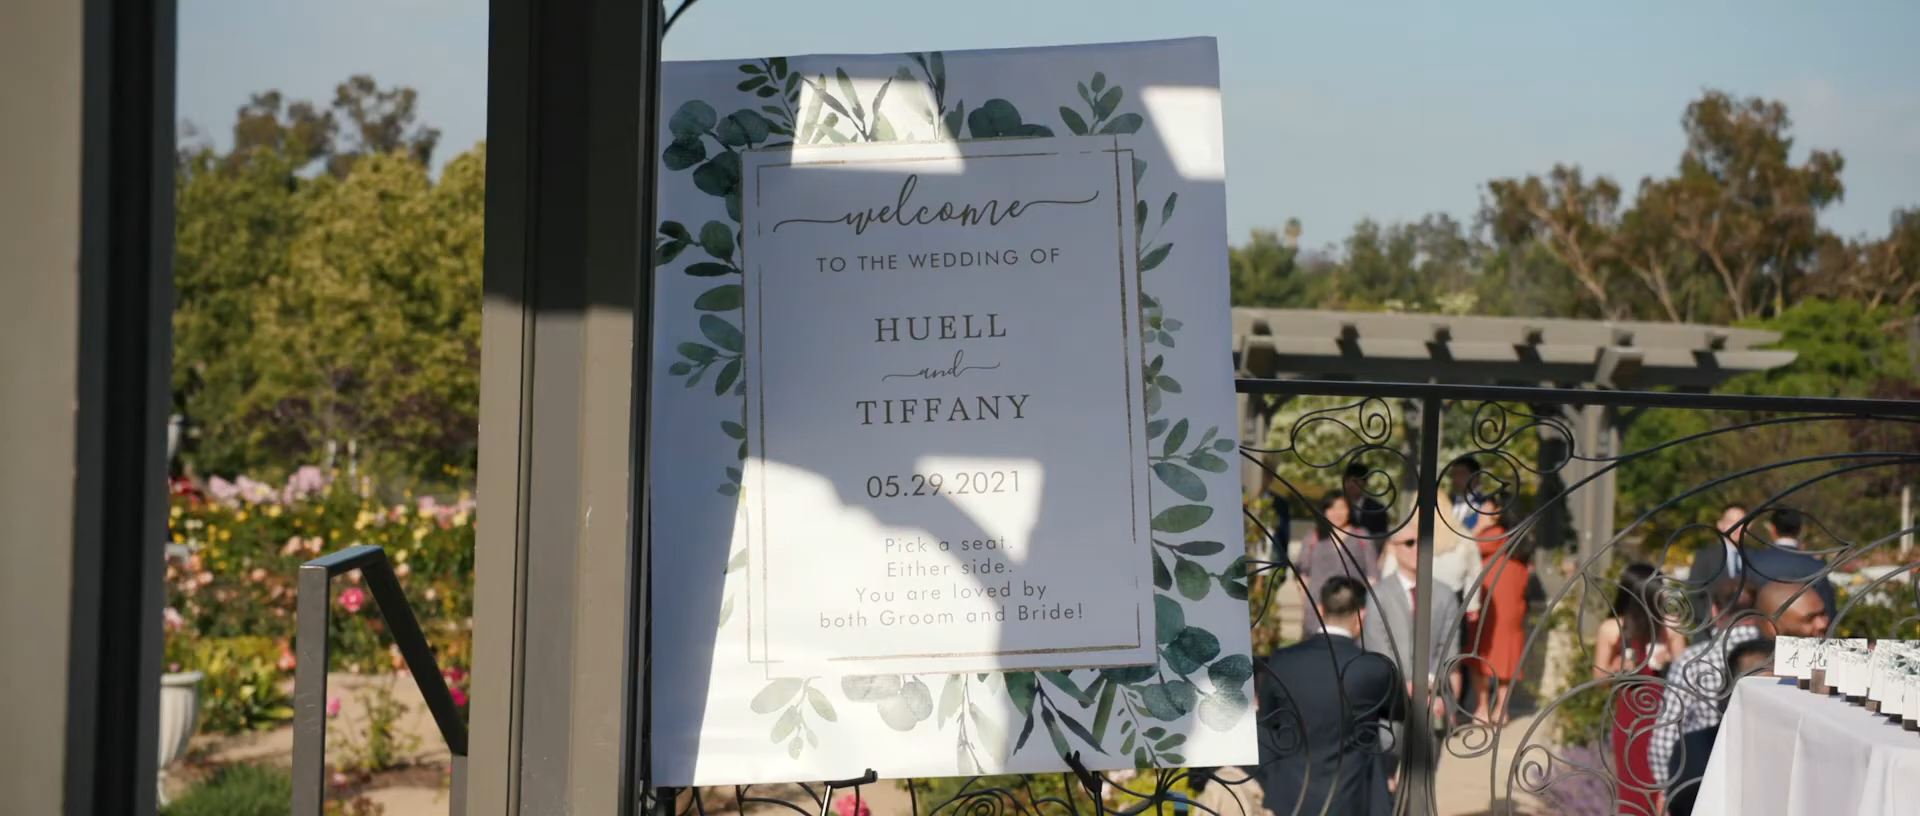 welcome
TO THE WEDDING OF
HUELL
and
TIFFANY
05.29.2021
Pick a seat.
Either side.
You are loved by
both Groom and Bride!